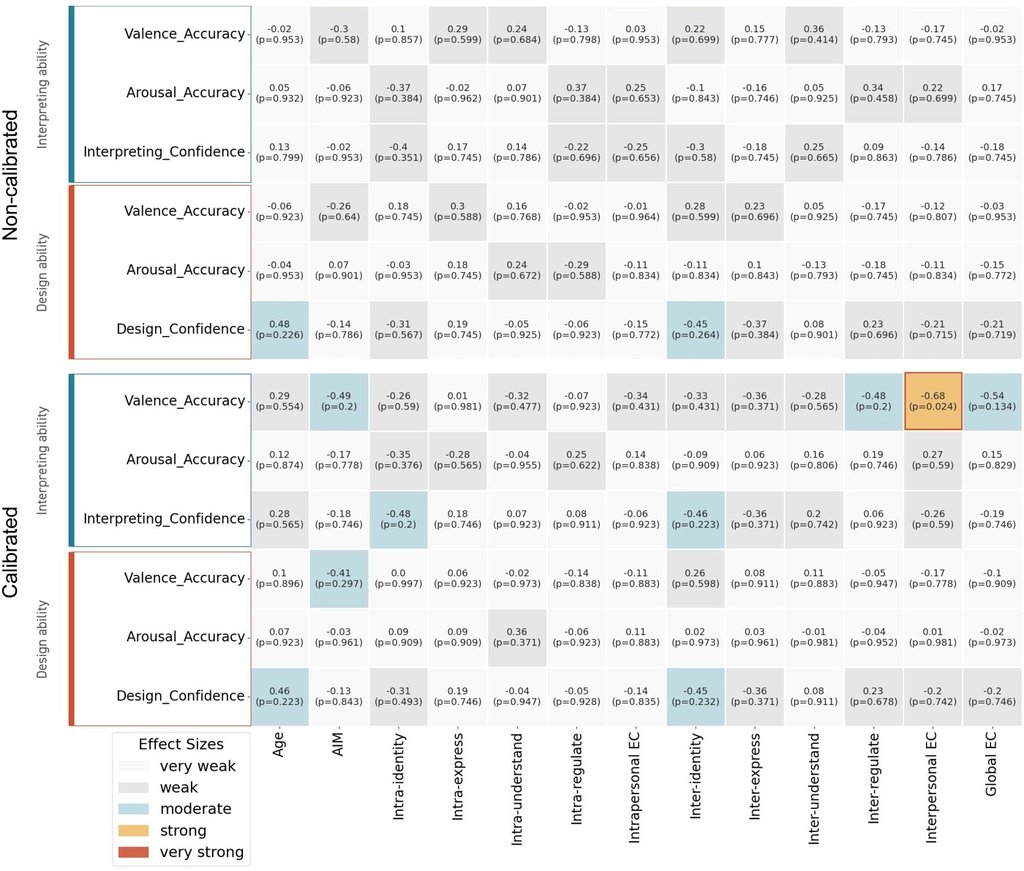 Non-calibrated
Interpreting ability
Valence_Accuracy
-0.02 -0.3 0.1 0.29 0.24 -0.13 0.03 0.22 0.15 0.36 -0.13 -0.17 -0.02
(p=0.953) (p=0.58) (p=0.857) (p=0.599) (p=0.684) (p=0.798) (p=0.953) (p=0.699) (p=0.777) (p=0.414) (p=0.793) (p=0.745) (p=0.953)
Arousal_Accuracy
0.05 -0.06 -0.37 -0.02 0.07 0.37 0.25 -0.1 -0.16 0.05 0.34 0.22 0.17
(p=0.932) (p=0.923) (p=0.384) (p=0.962) (p=0.901) (p=0.384) (p=0.653) (p=0.843) (p=0.746) (p=0.925) (p=0.458) (p=0.699) (p=0.745)
Interpreting_Confidence
0.13 -0.02 -0.4 0.17 0.14 -0.22 -0.25 -0.3 -0.18 0.25 0.09 -0.14 -0.18
(p=0.799) (p=0.953) (p=0.351) (p=0.745) (p=0.786) (p=0.696) (p=0.656) (p=0.58) (p=0.745) (p=0.665) (p=0.863) (p=0.786) (p=0.745)
Design ability
Valence_Accuracy
-0.06 -0.26 0.18 0.3 0.16 -0.02 -0.01 0.28 0.23 0.05 -0.17 -0.12 -0.03
(p=0.923) (p=0.64) (p=0.745) (p=0.588) (p=0.768) (p=0.953) (p=0.964) (p=0.599) (p=0.696) (p=0.925) (p=0.745) (p=0.807) (p=0.953)
Arousal_Accuracy
-0.04 0.07 -0.03 0.18 0.24 -0.29 -0.11 -0.11 0.1 -0.13 -0.18 -0.11 -0.15
(p=0.953) (p=0.901) (p=0.953) (p=0.745) (p=0.672) (p=0.588) (p=0.834) (p=0.834) (p=0.843) (p=0.793) (p=0.745) (p=0.834) (p=0.772)
Design_Confidence
0.48 -0.14 -0.31 0.19 -0.05 -0.06 -0.15 -0.45 -0.37 0.08 0.23 -0.21 -0.21
(p=0.226) (p=0.786) (p=0.567) (p=0.745) (p=0.925) (p=0.923) (p=0.772) (p=0.264) (p=0.384) (p=0.901) (p=0.696) (p=0.715) (p=0.719)
Calibrated
Interpreting ability
Valence_Accuracy
0.29 -0.49 -0.26 0.01 -0.32 -0.07 -0.34 -0.33 -0.36 -0.28 -0.48 -0.68 -0.54
(p=0.554) (p=0.2) (p=0.59) (p=0.981) (p=0.477) (p=0.923) (p=0.431) (p=0.431) (p=0.371) (p=0.565) (p=0.2) (p=0.024) (p=0.134)
Arousal_Accuracy
0.12 -0.17 -0.35 -0.28 -0.04 0.25 0.14 -0.09 0.06 0.16 0.19 0.27 0.15
(p=0.874) (p=0.778) (p=0.376) (p=0.565) (p=0.955) (p=0.622) (p=0.838) (p=0.909) (p=0.923) (p=0.806) (p=0.746) (p=0.59) (p=0.829)
Interpreting_Confidence
0.28 -0.18 -0.48 0.18 0.07 0.08 -0.06 -0.46 -0.36 0.2 0.06 -0.26 -0.19
(p=0.565) (p=0.746) (p=0.2) (p=0.746) (p=0.923) (p=0.911) (p=0.923) (p=0.223) (p=0.371) (p=0.742) (p=0.923) (p=0.59) (p=0.746)
Design ability
Valence_Accuracy
0.1 -0.41 0.0 0.06 -0.02 -0.14 -0.11 0.26 0.08 0.11 -0.05 -0.17 -0.1
(p=0.896) (p=0.297) (p=0.997) (p=0.923) (p=0.973) (p=0.838) (p=0.883) (p=0.598) (p=0.911) (p=0.883) (p=0.947) (p=0.778) (p=0.909)
Arousal_Accuracy
0.07 -0.03 0.09 0.09 0.36 -0.06 0.11 0.02 0.03 -0.01 -0.04 0.01 -0.02
(p=0.923) (p=0.961) (p=0.909) (p=0.909) (p=0.371) (p=0.923) (p=0.883) (p=0.973) (p=0.961) (p=0.981) (p=0.952) (p=0.981) (p=0.973)
Design_Confidence
0.46 -0.13 -0.31 0.19 -0.04 -0.05 -0.14 -0.45 -0.36 0.08 0.23 -0.2 -0.2
(p=0.223) (p=0.843) (p=0.493) (p=0.746) (p=0.947) (p=0.928) (p=0.835) (p=0.232) (p=0.371) (p=0.911) (p=0.678) (p=0.742) (p=0.746)
Age
AIM
Intra-identity
Intra-express
Intra-understand
Intra-regulate
Intrapersonal EC
Inter-identity
Inter-express
Inter-understand
Inter-regulate
Interpersonal EC
Global EC
Effect Sizes
very weak
weak
moderate
strong
very strong